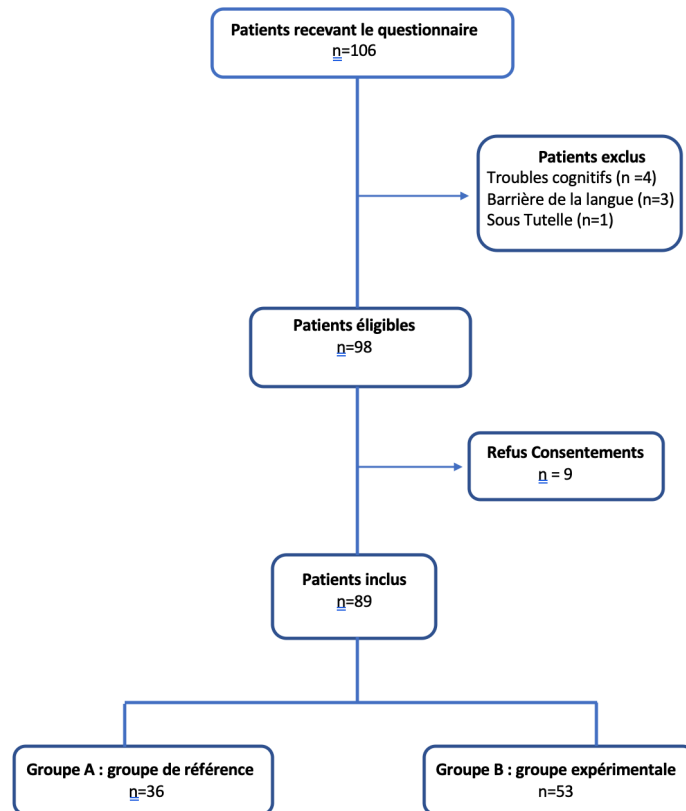 Patients recevant le questionnaire
n=106
Patients exclus
Troubles cognitifs (n =4)
Barrière de la langue (n=3)
Sous Tutelle (n=1)
Patients éligibles
n=98
Refus Consentements
n = 9
Patients inclus
n=89
Groupe A : groupe de référence
n=36
Groupe B : groupe expérimentale
n=53